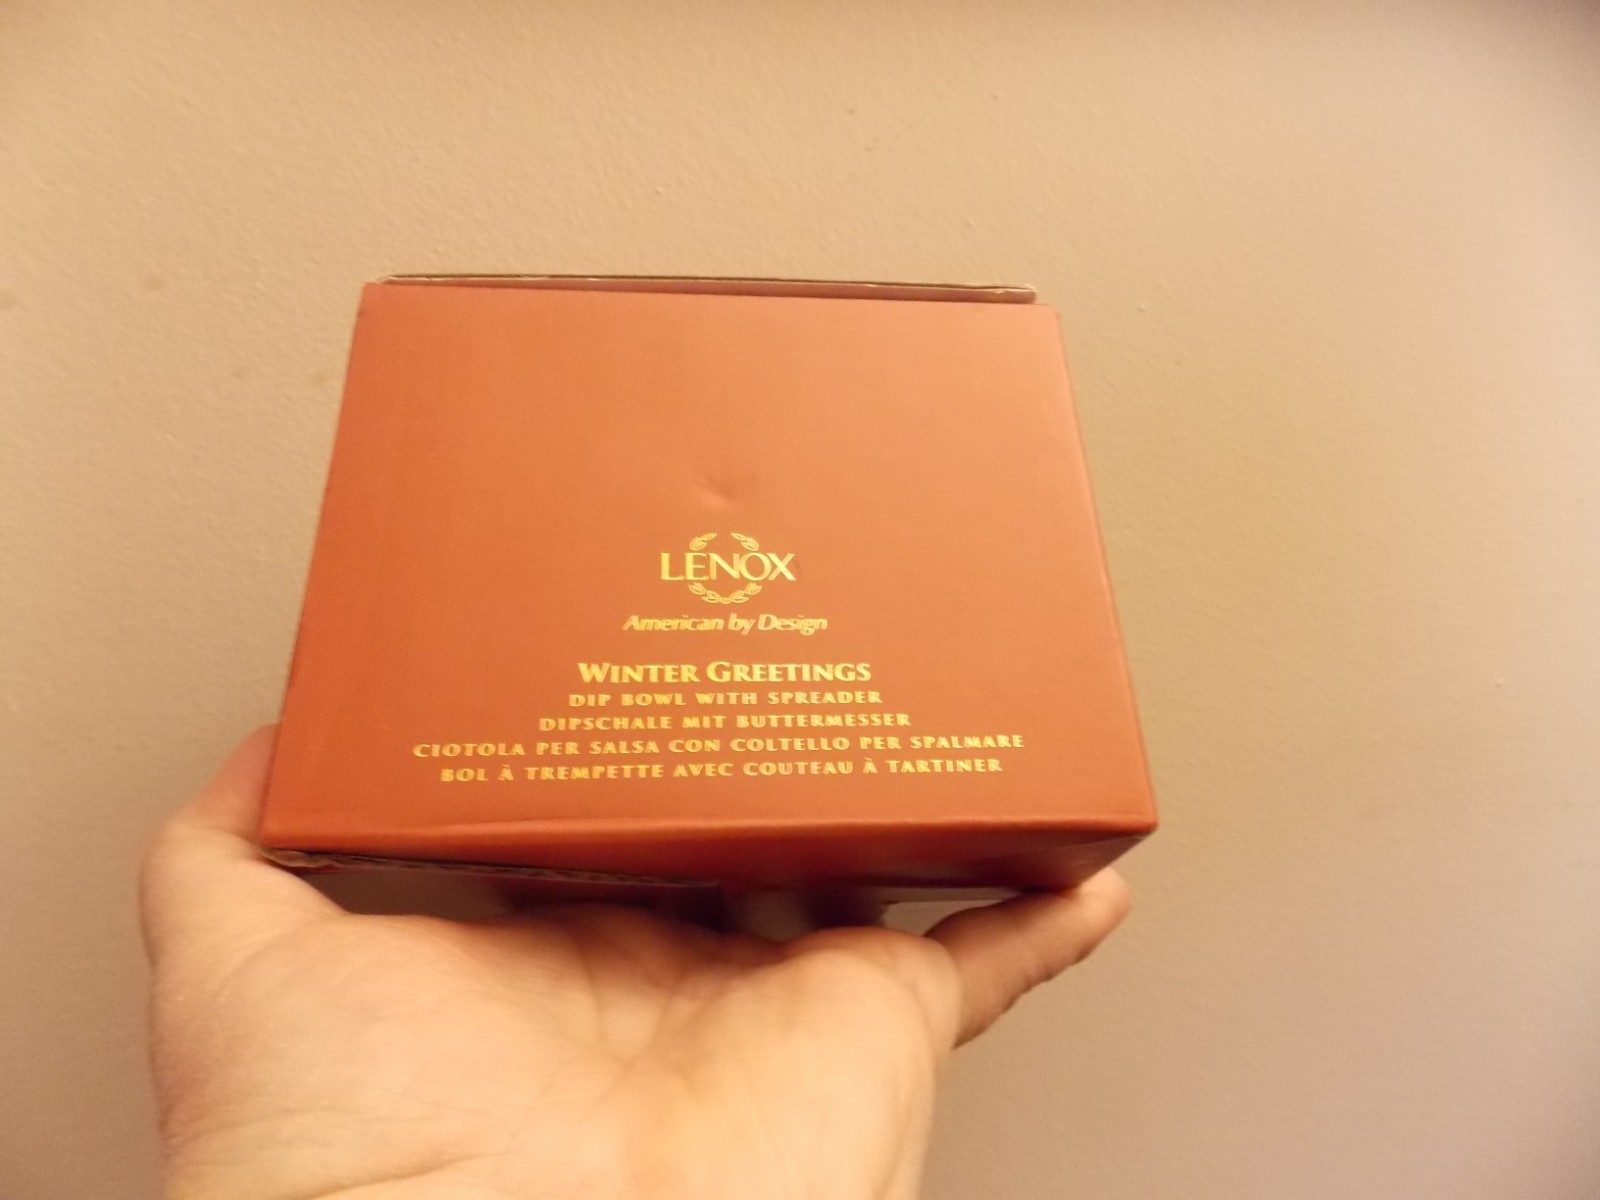 LENOX
American by Design
WINTER GREETINGS
DIP BOWL WITH SPREADER
DIPSCHALE MIT BUTTERMESSER
CIOTOLA PER SALSA CON COLTELLO PER SPALMARE
BOL À TREMPETTE AVEC COUTEAU À TARTINER